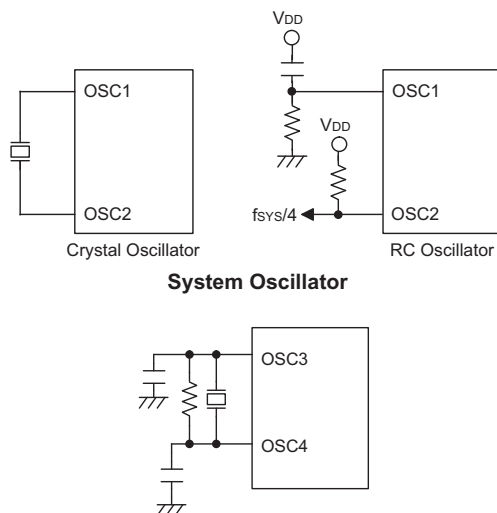 VDD
OSC1
OSC1
VDD
OSC2
fSYS/4
OSC2
Crystal Oscillator
RC Oscillator
System Oscillator
OSC3
OSC4